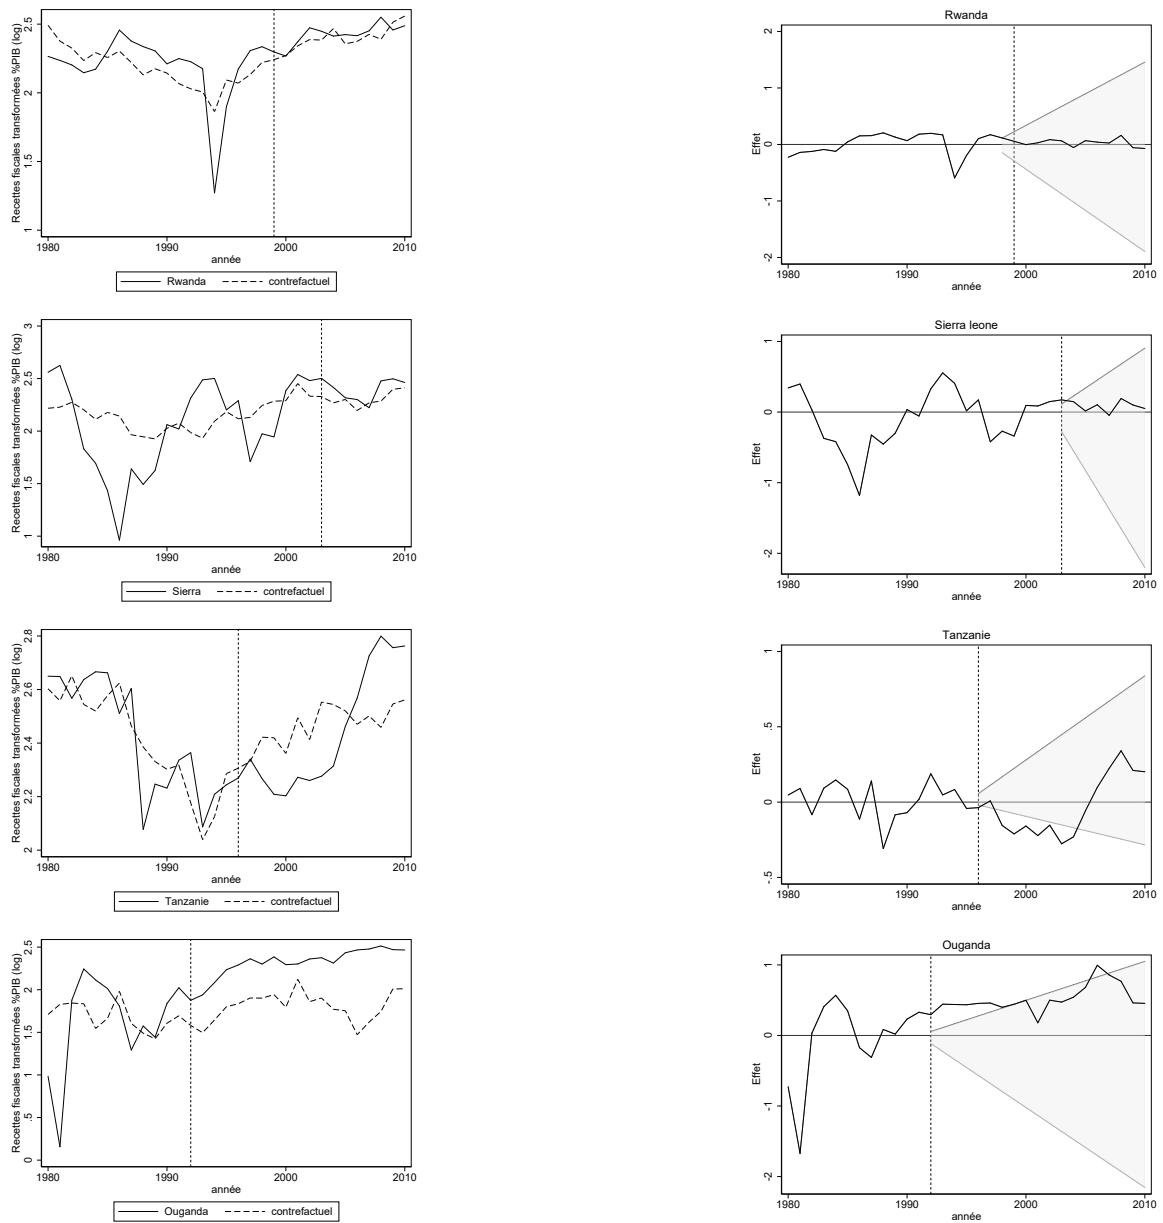 Recettes fiscales transformées %PIB (log)
2.5
2
1.5
1
1980 1990 2000 2010
année
Rwanda contrefactuel
Rwanda
Effet
2
1
0
-1
-2
1980 1990 2000 2010
année
Recettes fiscales transformées %PIB (log)
3
2.5
2
1.5
1
1980 1990 2000 2010
année
Sierra contrefactuel
Sierra leone
Effet
1
0
-1
-2
1980 1990 2000 2010
année
Recettes fiscales transformées %PIB (log)
2.8
2.6
2.4
2.2
2
1980 1990 2000 2010
année
Tanzanie contrefactuel
Tanzanie
Effet
1
.5
0
-.5
1980 1990 2000 2010
année
Recettes fiscales transformées %PIB (log)
2.5
2
1.5
1
.5
0
1980 1990 2000 2010
année
Ouganda contrefactuel
Ouganda
Effet
1
0
-1
-2
1980 1990 2000 2010
année